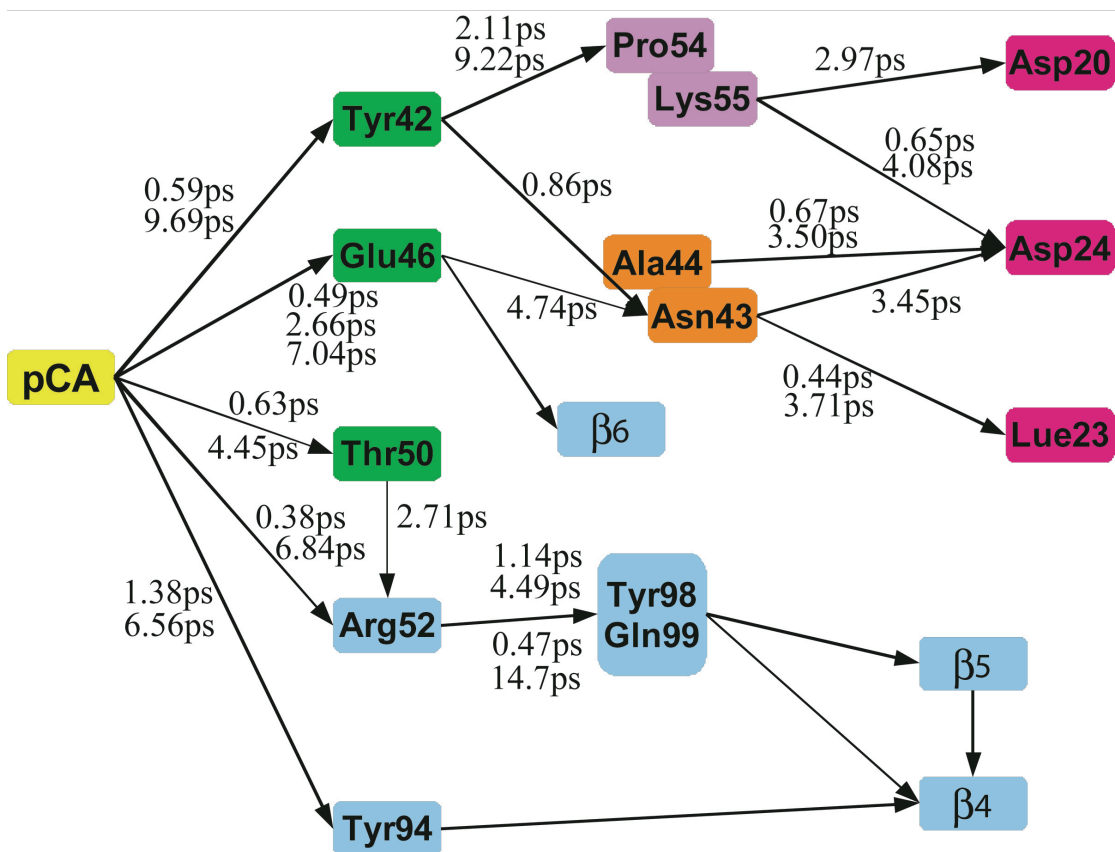 2.11ps
9.22ps
Pro54
Lys55
2.97ps
Asp20
Tyr42
0.65ps
4.08ps
0.59ps
9.69ps
0.86ps
0.67ps
3.50ps
Asp24
Glu46
Ala44
Asn43
3.45ps
0.49ps
2.66ps
7.04ps
4.74ps
pCA
0.44ps
3.71ps
0.63ps
4.45ps
Thr50
β6
Lue23
0.38ps
6.84ps
2.71ps
1.38ps
6.56ps
Arg52
1.14ps
4.49ps
0.47ps
14.7ps
Tyr98
Gln99
β5
β4
Tyr94